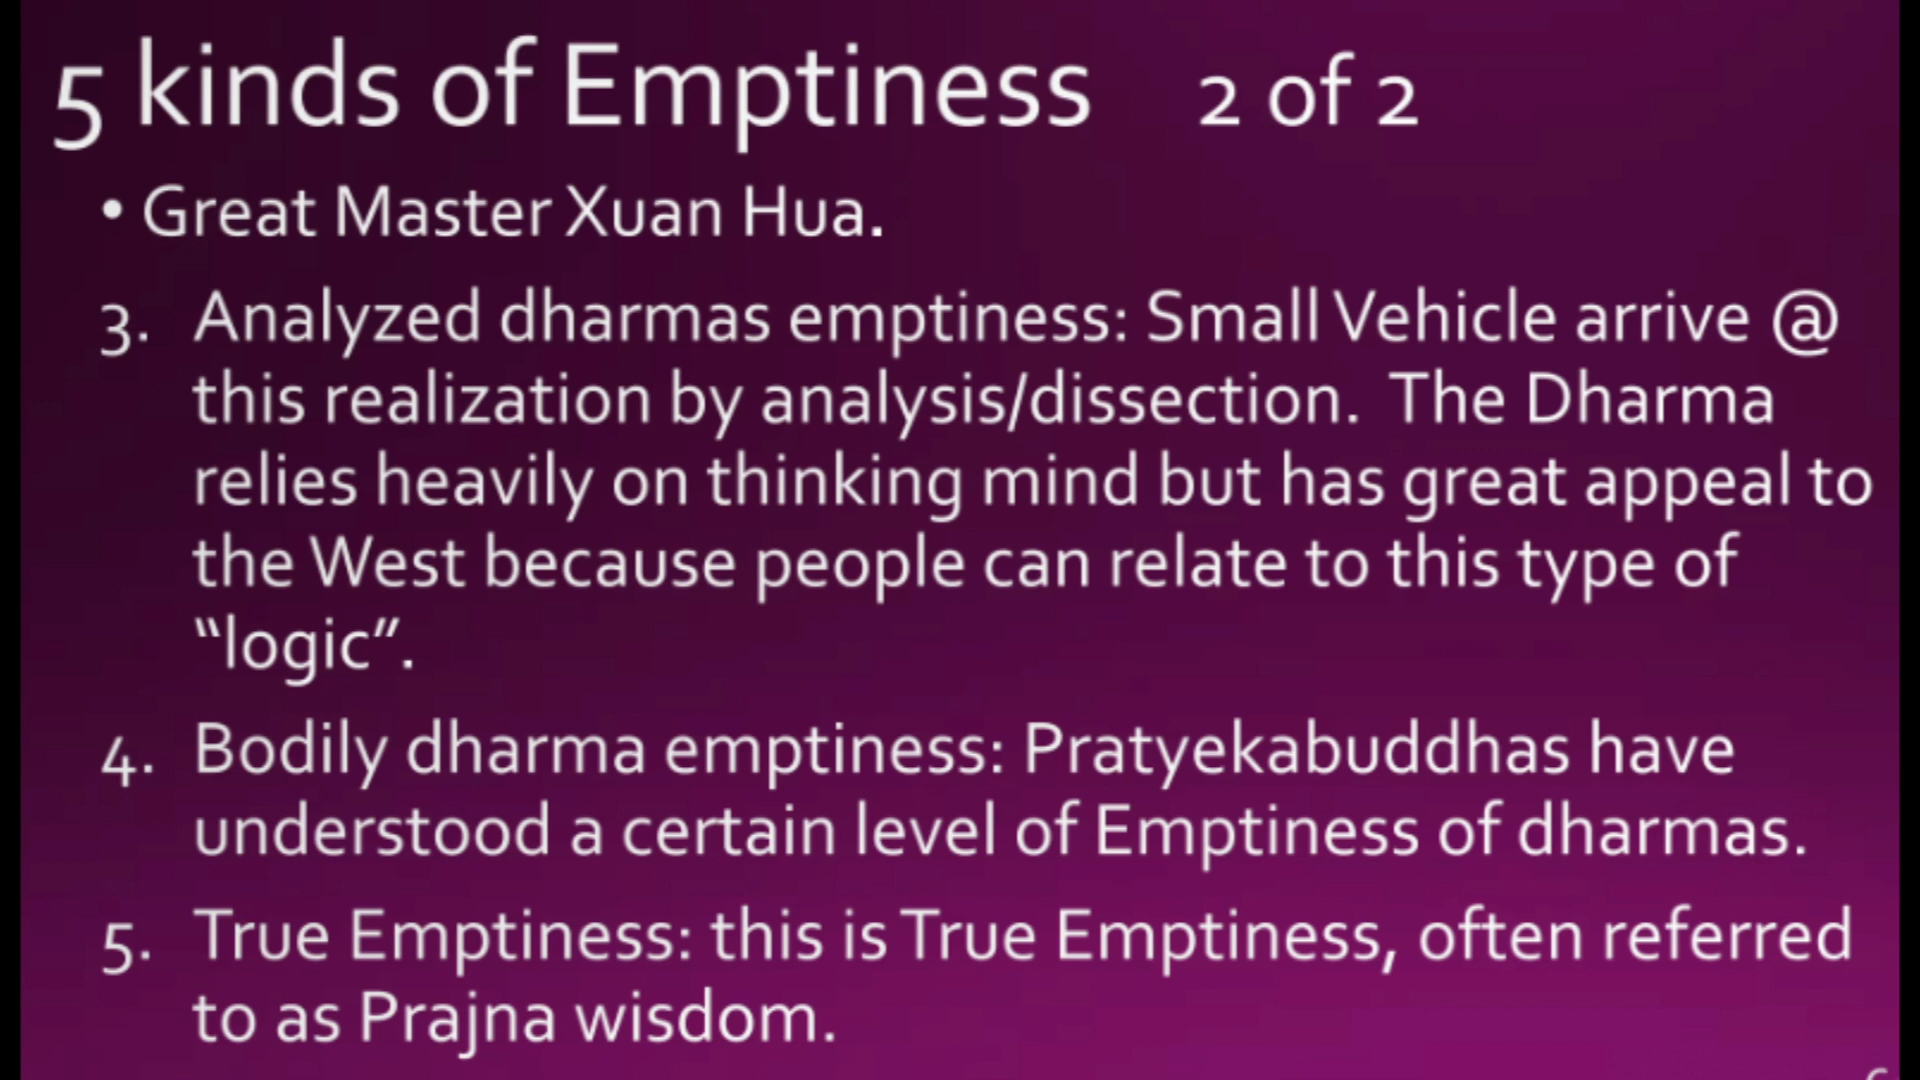 5 kinds of Emptiness 2 of 2
• Great Master Xuan Hua.
3. Analyzed dharmas emptiness: Small Vehicle arrive @
this realization by analysis/dissection. The Dharma
relies heavily on thinking mind but has great appeal to
the West because people can relate to this type of
“logic”.
4. Bodily dharma emptiness: Pratyekabuddhas have
understood a certain level of Emptiness of dharmas.
5. True Emptiness: this is True Emptiness, often referred
to as Prajna wisdom.